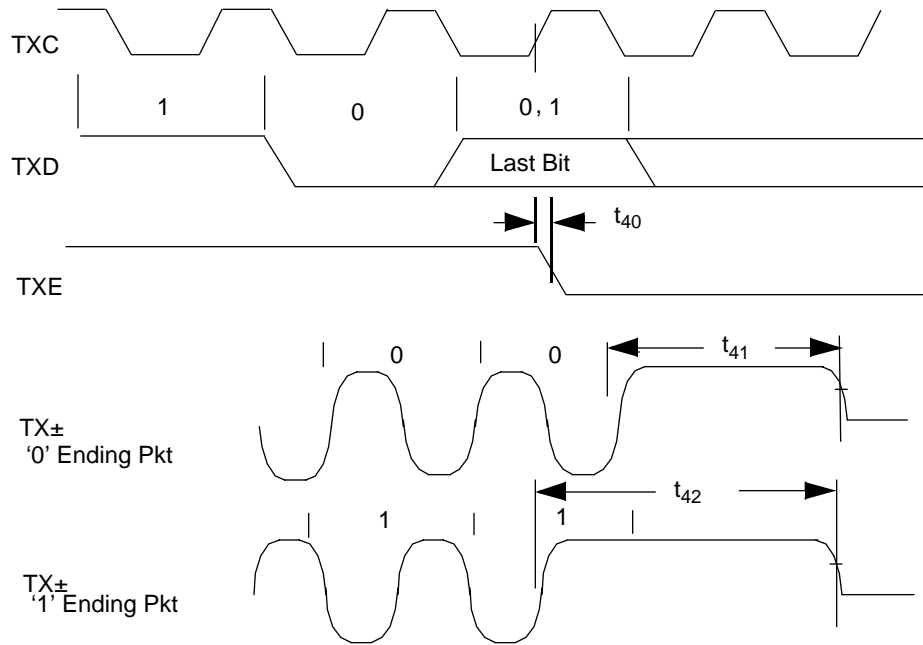 TXC
1 0 0, 1
TXD
Last Bit
t40
TXE
0 0 t41
TX±
'0' Ending Pkt
t42
1 1
TX±
'1' Ending Pkt